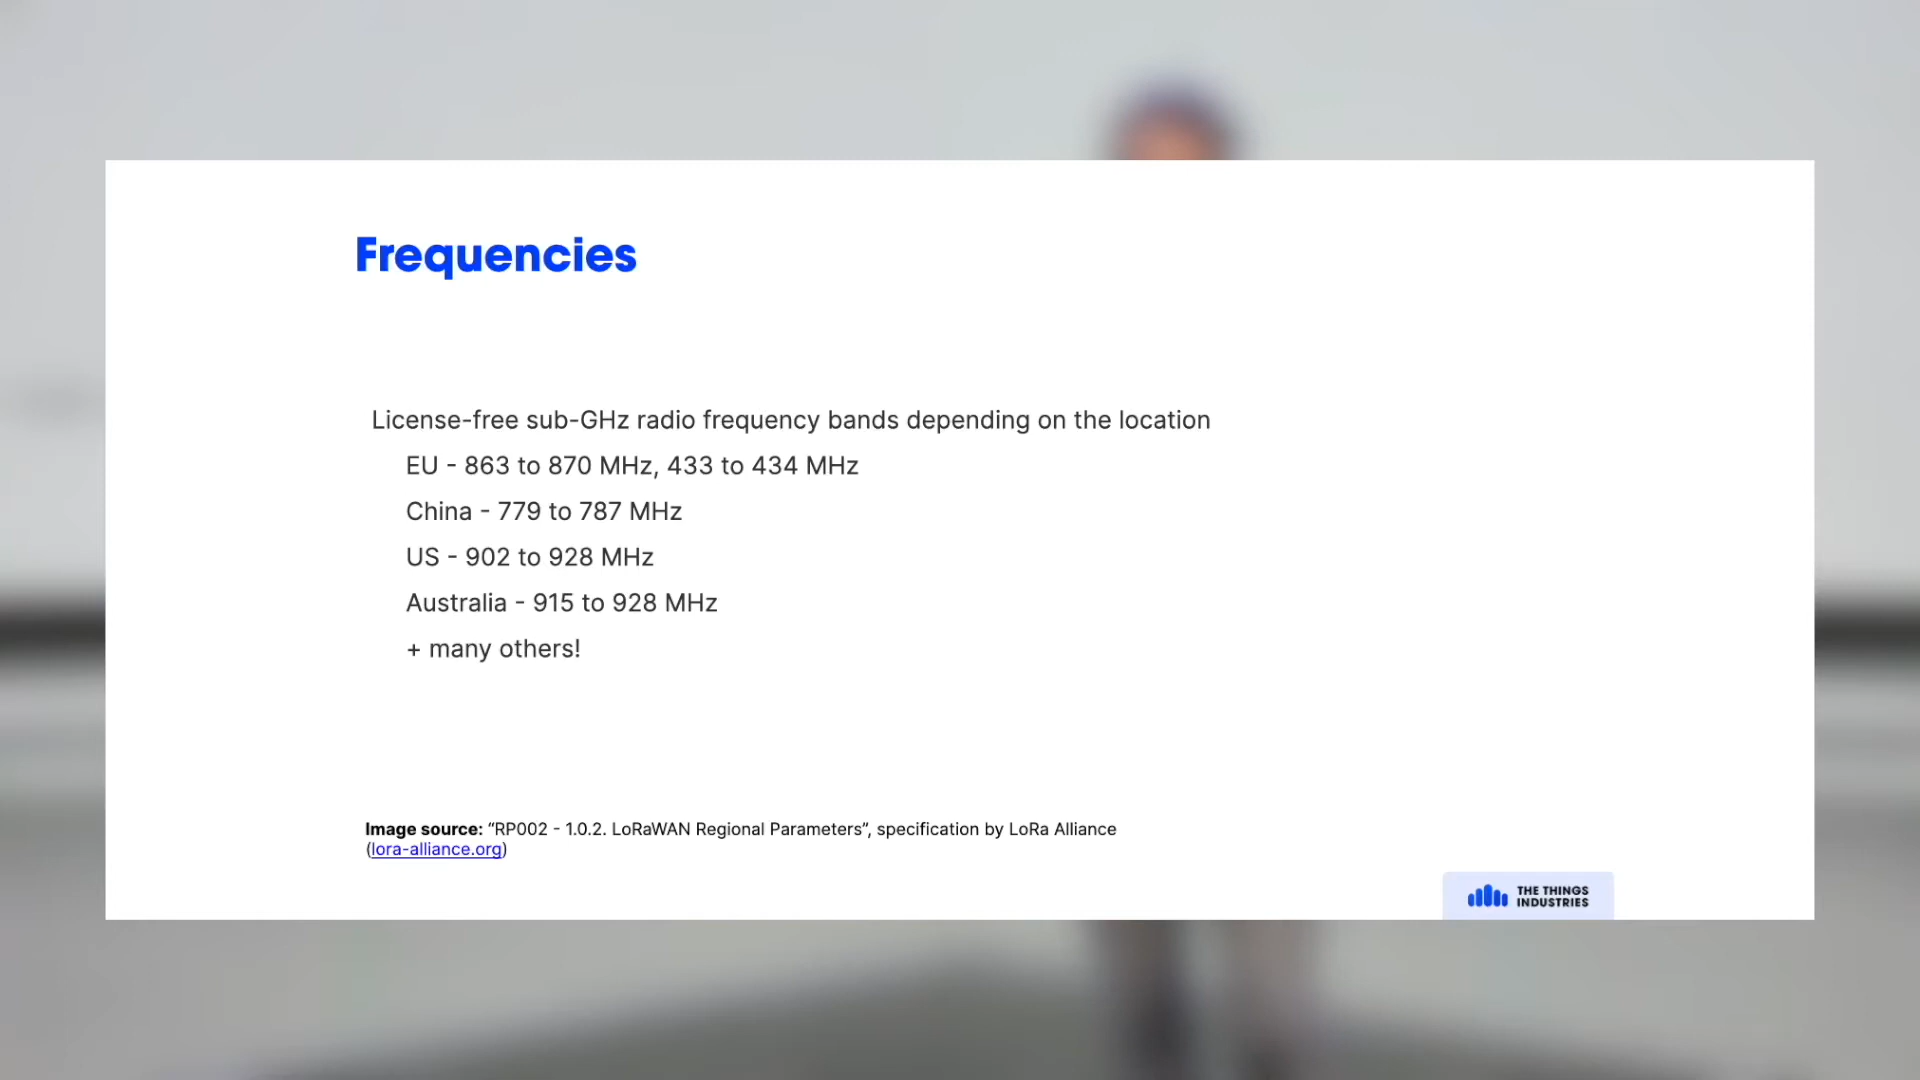 Frequencies
License-free sub-GHz radio frequency bands depending on the location
EU - 863 to 870 MHz, 433 to 434 MHz
China - 779 to 787 MHz
US - 902 to 928 MHz
Australia - 915 to 928 MHz
+ many others!
Image source: “RP002 - 1.0.2. LoRaWAN Regional Parameters”, specification by LoRa Alliance
(lora-alliance.org)
THE THINGS
INDUSTRIES